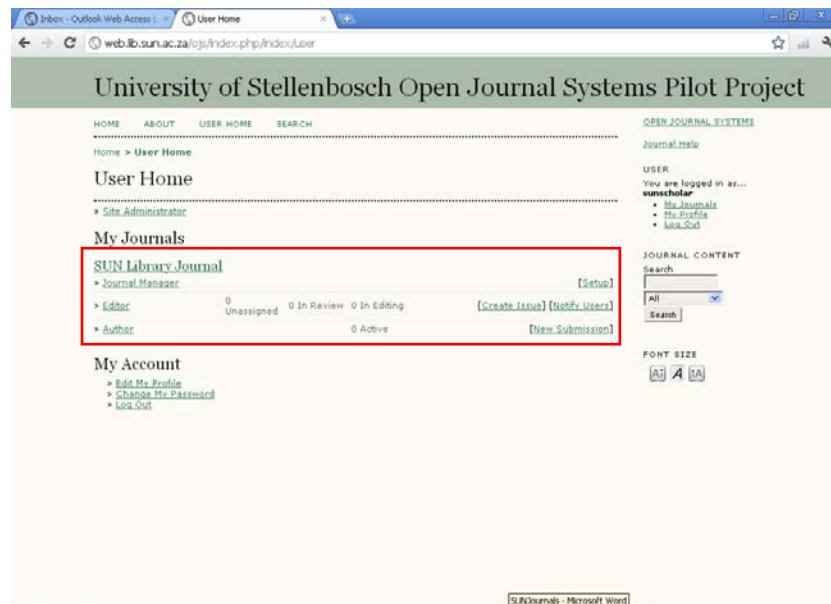 Inbox - Outlook Web Access L
User Home
web.lib.sun.ac.za/ojs/index.php/index/user
University of Stellenbosch Open Journal Systems Pilot Project
HOME ABOUT USER HOME SEARCH
Home > User Home
User Home
» Site Administrator
My Journals
SUN Library Journal
» Journal Manager [Setup]
» Editor 0 Unassigned 0 In Review 0 In Editing [Create Issue] [Notify Users]
» Author 0 Active [New Submission]
My Account
» Edit My Profile
» Change My Password
» Log Out
OPEN JOURNAL SYSTEMS
Journal Help
USER
You are logged in as...
sunscholar
• My Journals
• My Profile
• Log Out
JOURNAL CONTENT
Search
All
Search
FONT SIZE
A A A
SUNJournals - Microsoft Word